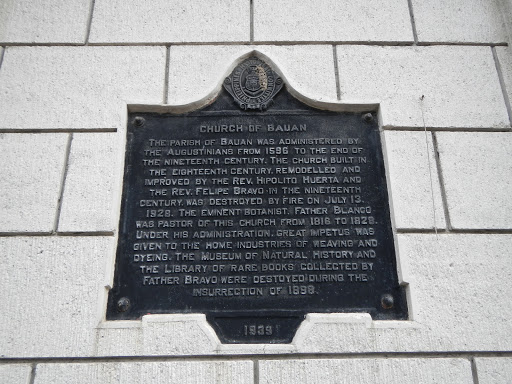 CHURCH OF BAUAN
THE PARISH OF BAUAN WAS ADMINISTERED BY
THE AUGUSTINIANS FROM 1596 TO THE END OF
THE NINETEENTH CENTURY. THE CHURCH BUILT IN
THE EIGHTEENTH CENTURY, REMODELLED AND
IMPROVED BY THE REV. HIPOLITO HUERTA AND
THE REV. FELIPE BRAVO IN THE NINETEENTH
CENTURY, WAS DESTROYED BY FIRE ON JULY 13,
1928. THE EMINENT BOTANIST, FATHER BLANCO
WAS PASTOR OF THIS CHURCH FROM 1816 TO 1829.
UNDER HIS ADMINISTRATION, GREAT IMPETUS WAS
GIVEN TO THE HOME INDUSTRIES OF WEAVING AND
DYEING. THE MUSEUM OF NATURAL HISTORY AND
THE LIBRARY OF RARE BOOKS COLLECTED BY
FATHER BRAVO WERE DESTOYED DURING THE
INSURRECTION OF 1898.
1939